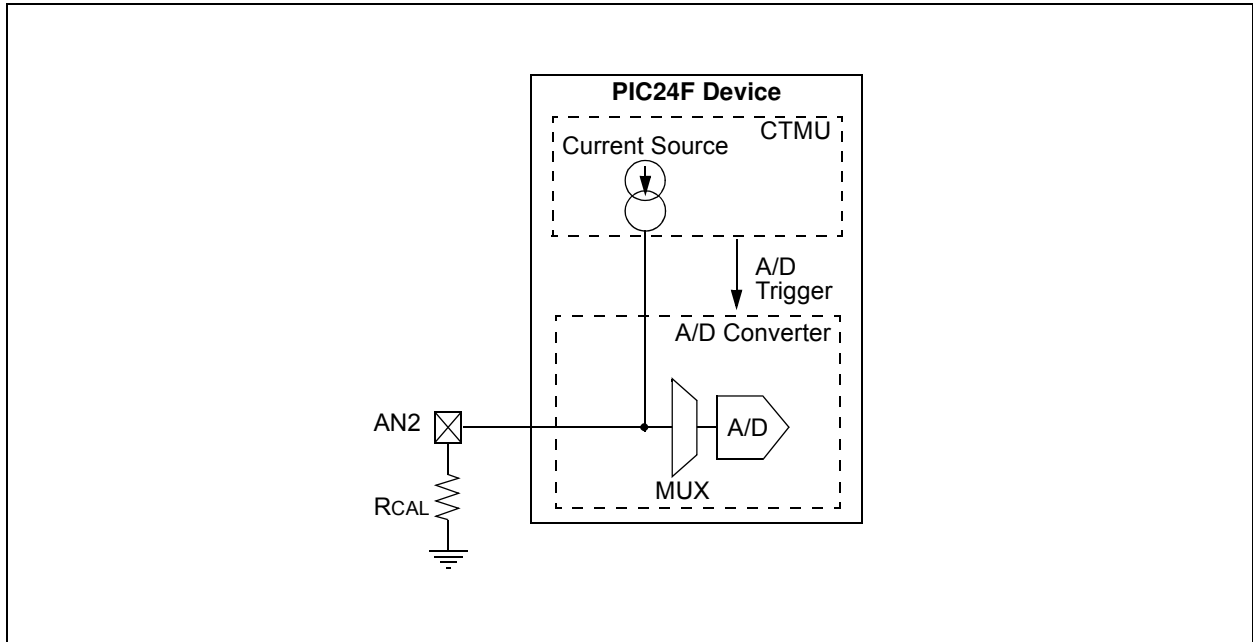 PIC24F Device
CTMU
Current Source
A/D
Trigger
A/D Converter
AN2
A/D
MUX
RCAL